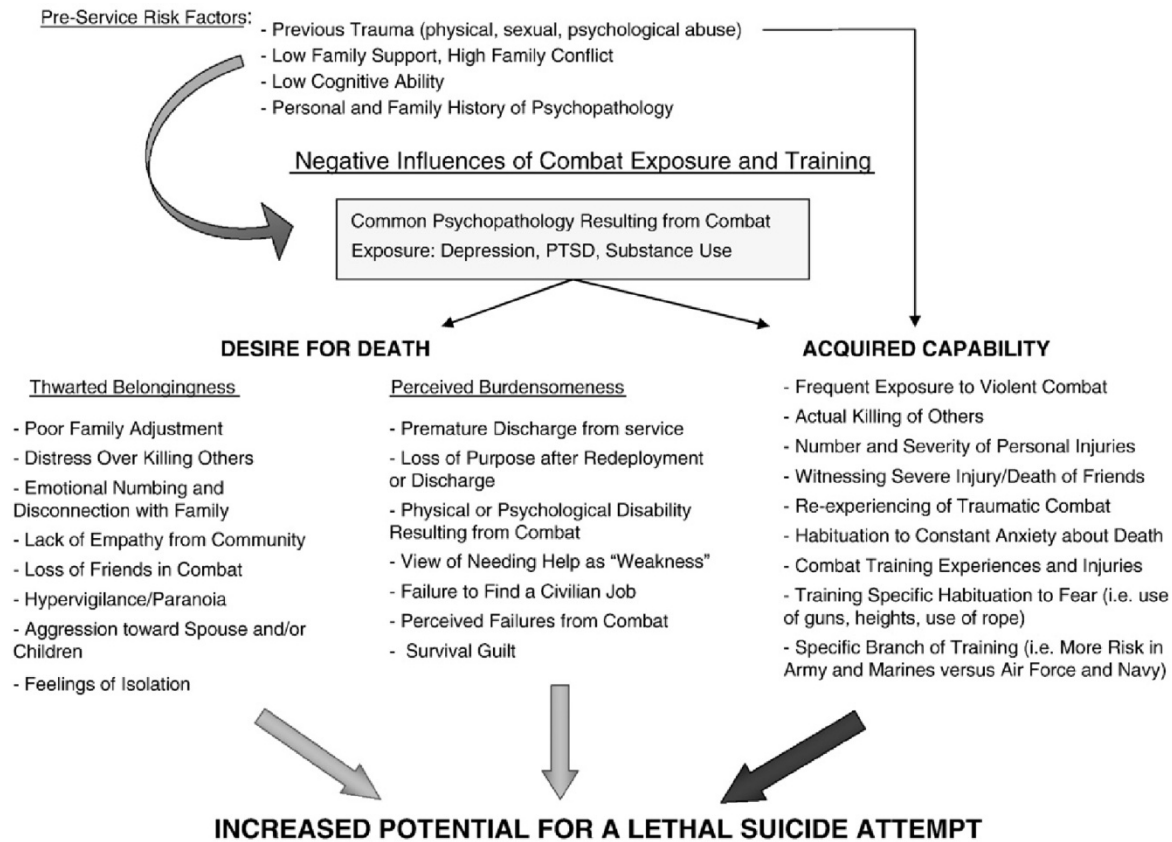 Pre-Service Risk Factors:
- Previous Trauma (physical, sexual, psychological abuse)
- Low Family Support, High Family Conflict
- Low Cognitive Ability
- Personal and Family History of Psychopathology
Negative Influences of Combat Exposure and Training
Common Psychopathology Resulting from Combat
Exposure: Depression, PTSD, Substance Use
DESIRE FOR DEATH
Thwarted Belongingness
- Poor Family Adjustment
- Distress Over Killing Others
- Emotional Numbing and
Disconnection with Family
- Lack of Empathy from Community
- Loss of Friends in Combat
- Hypervigilance/Paranoia
- Aggression toward Spouse and/or
Children
- Feelings of Isolation
Perceived Burdensomeness
- Premature Discharge from service
- Loss of Purpose after Redeployment
or Discharge
- Physical or Psychological Disability
Resulting from Combat
- View of Needing Help as “Weakness”
- Failure to Find a Civilian Job
- Perceived Failures from Combat
- Survival Guilt
ACQUIRED CAPABILITY
- Frequent Exposure to Violent Combat
- Actual Killing of Others
- Number and Severity of Personal Injuries
- Witnessing Severe Injury/Death of Friends
- Re-experiencing of Traumatic Combat
- Habituation to Constant Anxiety about Death
- Combat Training Experiences and Injuries
- Training Specific Habituation to Fear (i.e. use
of guns, heights, use of rope)
- Specific Branch of Training (i.e. More Risk in
Army and Marines versus Air Force and Navy)
INCREASED POTENTIAL FOR A LETHAL SUICIDE ATTEMPT